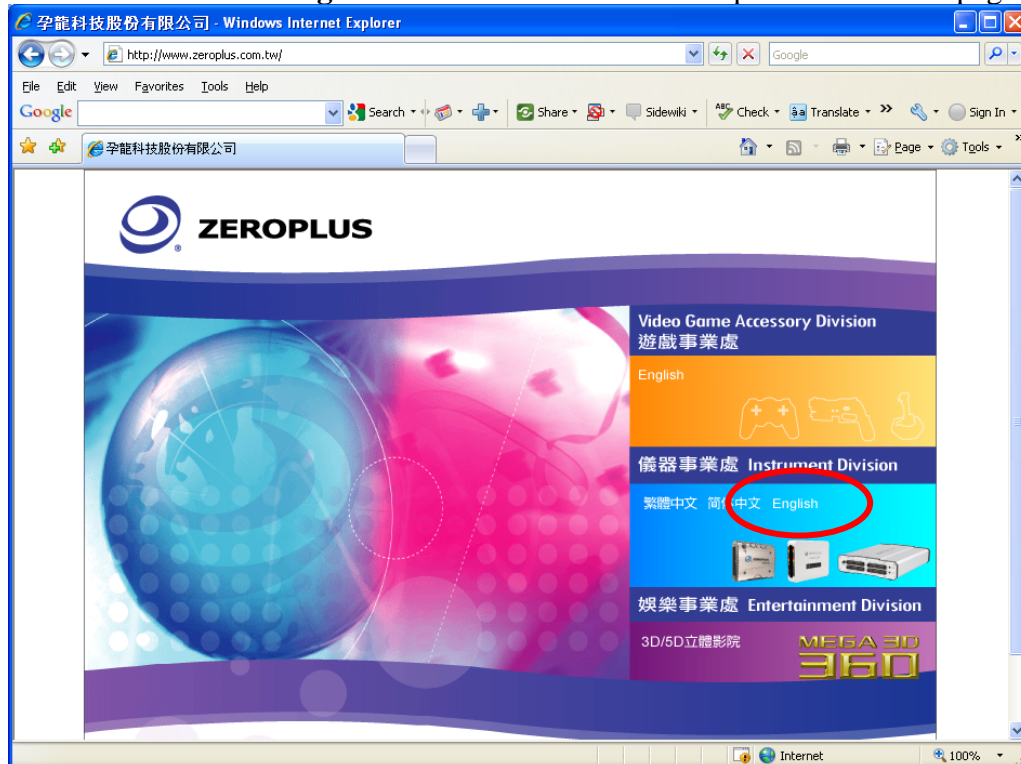 孕龍科技股份有限公司 - Windows Internet Explorer
http://www.zeroplus.com.tw/
Google
File Edit View Favorites Tools Help
Google Search Share Sidewiki Check Translate Sign In
孕龍科技股份有限公司 Page Tools
ZEROPLUS
Video Game Accessory Division
遊戲事業處
English
儀器事業處 Instrument Division
繁體中文 简体中文 English
娛樂事業處 Entertainment Division
3D/5D立體影院
MEGA 3D
360
Internet 100%